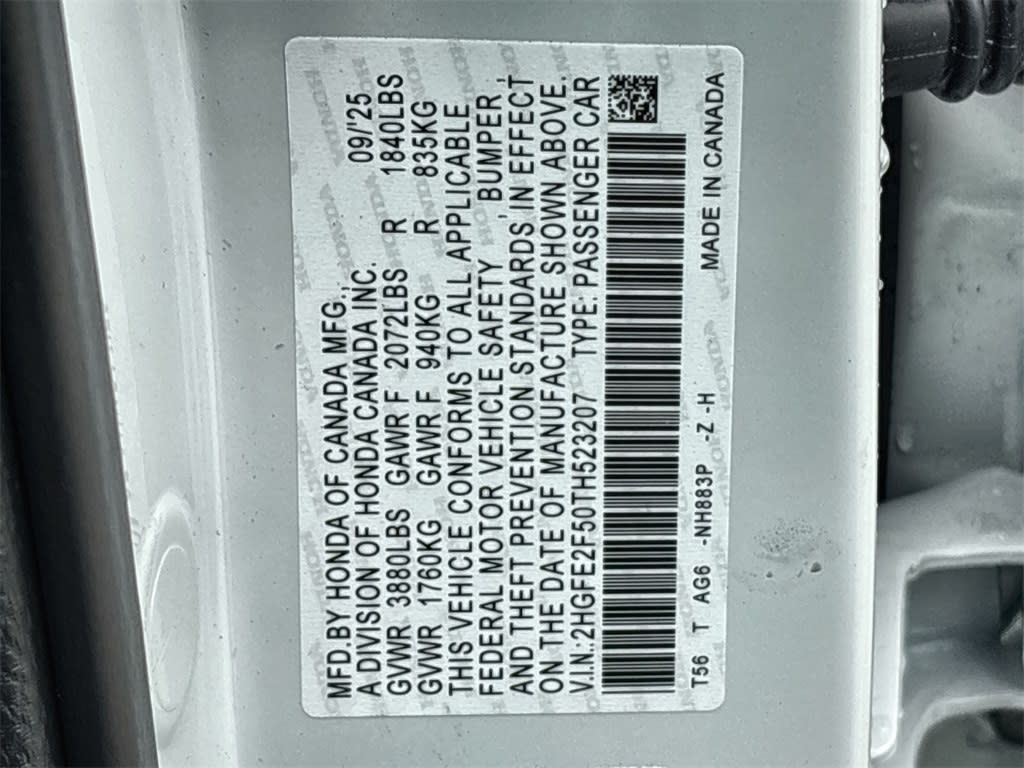 MFD.BY HONDA OF CANADA MFG., 09/'25
A DIVISION OF HONDA CANADA INC.
GVWR 3880LBS GAWR F 2072LBS R 1840LBS
GVWR 1760KG GAWR F 940KG R 835KG
THIS VEHICLE CONFORMS TO ALL APPLICABLE
FEDERAL MOTOR VEHICLE SAFETY , BUMPER ,
AND THEFT PREVENTION STANDARDS IN EFFECT
ON THE DATE OF MANUFACTURE SHOWN ABOVE.
V.I.N.:2HGFE2F50TH523207 TYPE: PASSENGER CAR
T56 T AG6 -NH883P -Z -H MADE IN CANADA